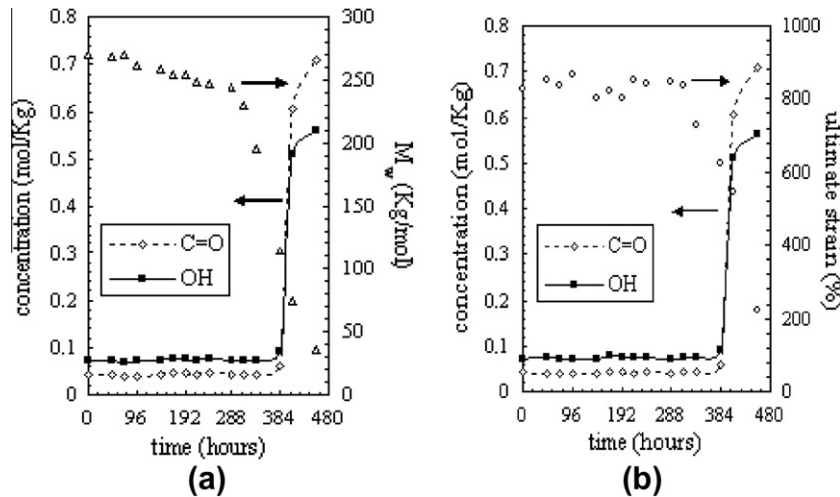 0.8
0.7
0.6
0.5
0.4
0.3
0.2
0.1
0
concentration (mol/Kg)
300
250
200
150
100
50
0
M_w (Kg/mol)
C=O
OH
0 96 192 288 384 480
time (hours)
(a)
0.8
0.7
0.6
0.5
0.4
0.3
0.2
0.1
0
concentration (mol/Kg)
1000
800
600
400
200
0
ultimate strain (%)
C=O
OH
0 96 192 288 384 480
time (hours)
(b)